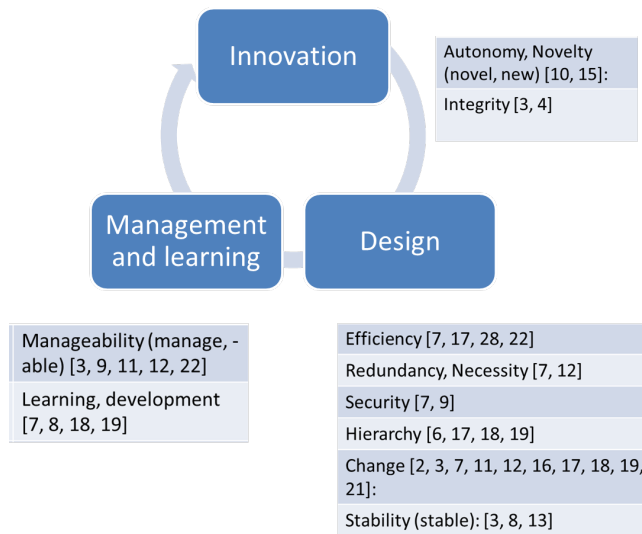 Innovation
Autonomy, Novelty
(novel, new) [10, 15]:
Integrity [3, 4]
Management
and learning
Design
Manageability (manage, -
able) [3, 9, 11, 12, 22]
Learning, development
[7, 8, 18, 19]
Efficiency [7, 17, 28, 22]
Redundancy, Necessity [7, 12]
Security [7, 9]
Hierarchy [6, 17, 18, 19]
Change [2, 3, 7, 11, 12, 16, 17, 18, 19,
21]:
Stability (stable): [3, 8, 13]